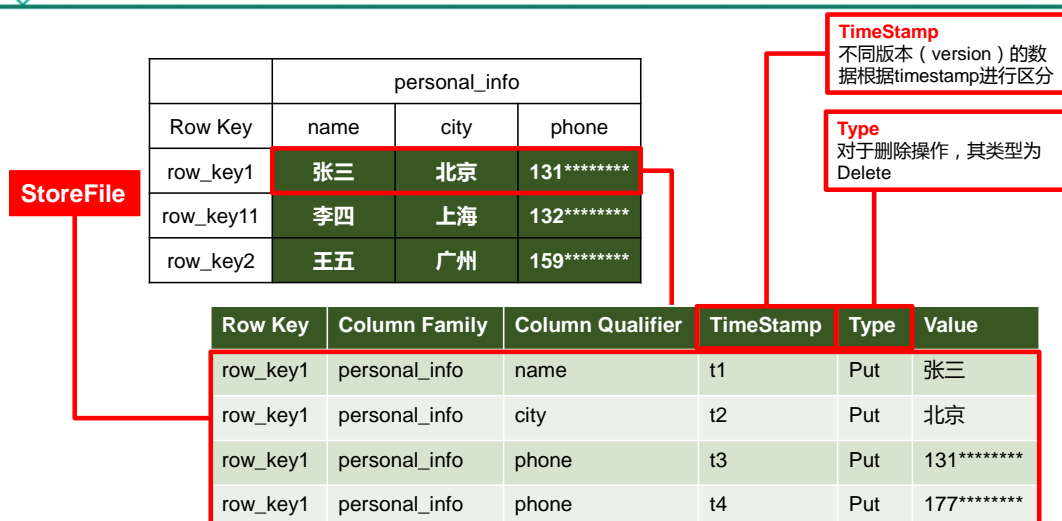 TimeStamp
不同版本（version）的数
据根据timestamp进行区分
personal_info
Row Key name city phone
Type
对于删除操作，其类型为
Delete
row_key1 张三 北京 131********
StoreFile
row_key11 李四 上海 132********
row_key2 王五 广州 159********
Row Key Column Family Column Qualifier TimeStamp Type Value
row_key1 personal_info name t1 Put 张三
row_key1 personal_info city t2 Put 北京
row_key1 personal_info phone t3 Put 131********
row_key1 personal_info phone t4 Put 177********